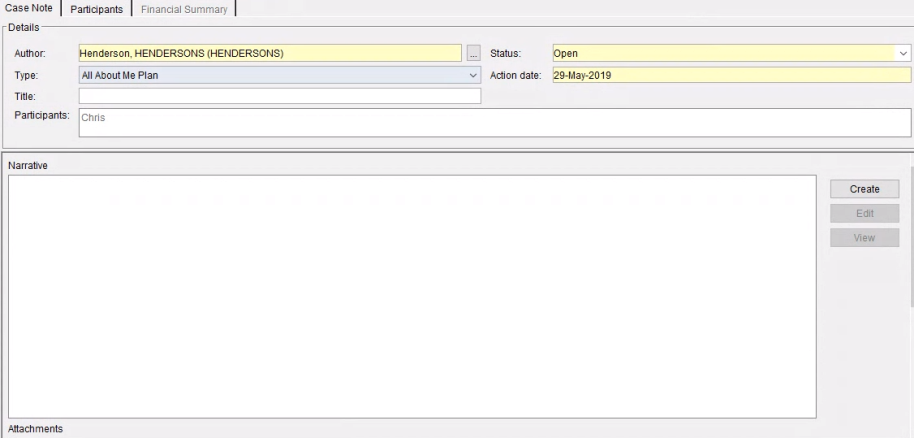 Case Note Participants Financial Summary
Details
Author: Henderson, HENDERSONS (HENDERSONS) ... Status: Open
Type: All About Me Plan Action date: 29-May-2019
Title:
Participants: Chris
Narrative
Create
Edit
View
Attachments